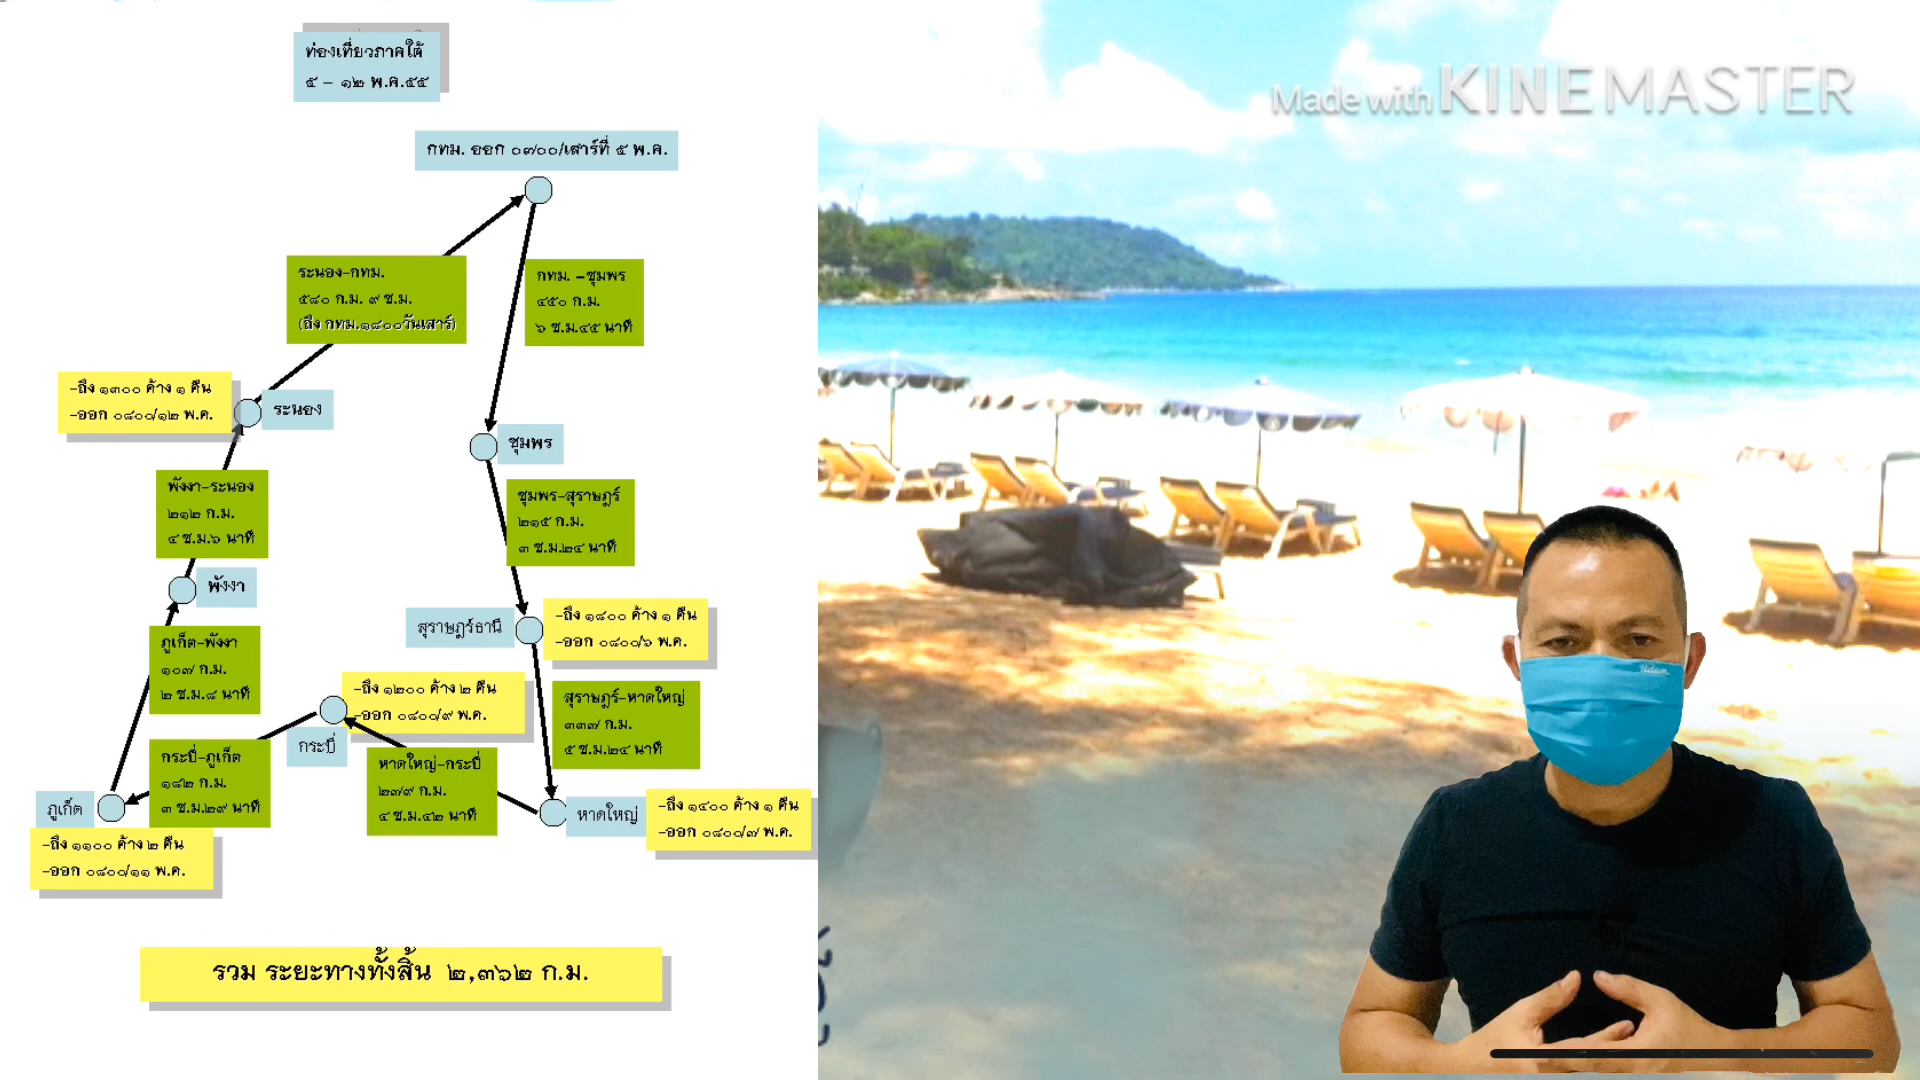 ท่องเที่ยวภาคใต้
๕ – ๑๒ พ.ค.๕๕
กทม. ออก ๐๓๐๐/เสาร์ที่ ๕ พ.ค.
ระนอง-กทม.
๕๘๐ ก.ม. ๙ ช.ม.
(ถึง กทม.๑๘๐๐วันเสาร์)
กทม. -ชุมพร
๔๕๐ ก.ม.
๖ ช.ม.๔๕ นาที
-ถึง ๑๓๐๐ ค้าง ๑ คืน
-ออก ๐๘๐๐/๑๒ พ.ค.
ระนอง
ชุมพร
พังงา-ระนอง
๒๑๒ ก.ม.
๔ ช.ม.๖ นาที
ชุมพร-สุราษฎร์
๒๑๕ ก.ม.
๓ ช.ม.๒๔ นาที
พังงา
สุราษฎร์ธานี
-ถึง ๑๘๐๐ ค้าง ๑ คืน
-ออก ๐๘๐๐/๖ พ.ค.
ภูเก็ต-พังงา
๑๐๗ ก.ม.
๒ ช.ม.๘ นาที
-ถึง ๑๒๐๐ ค้าง ๒ คืน
-ออก ๐๘๐๐/๙ พ.ค.
สุราษฎร์-หาดใหญ่
๓๓๗ ก.ม.
๕ ช.ม.๒๔ นาที
กระบี่
กระบี่-ภูเก็ต
๑๘๒ ก.ม.
๓ ช.ม.๒๙ นาที
หาดใหญ่-กระบี่
๒๗๙ ก.ม.
๔ ช.ม.๔๒ นาที
ภูเก็ต
หาดใหญ่
-ถึง ๑๔๐๐ ค้าง ๑ คืน
-ออก ๐๘๐๐/๗ พ.ค.
-ถึง ๑๑๐๐ ค้าง ๒ คืน
-ออก ๐๘๐๐/๑๑ พ.ค.
รวม ระยะทางทั้งสิ้น ๒,๓๖๒ ก.ม.
Made with KINEMASTER